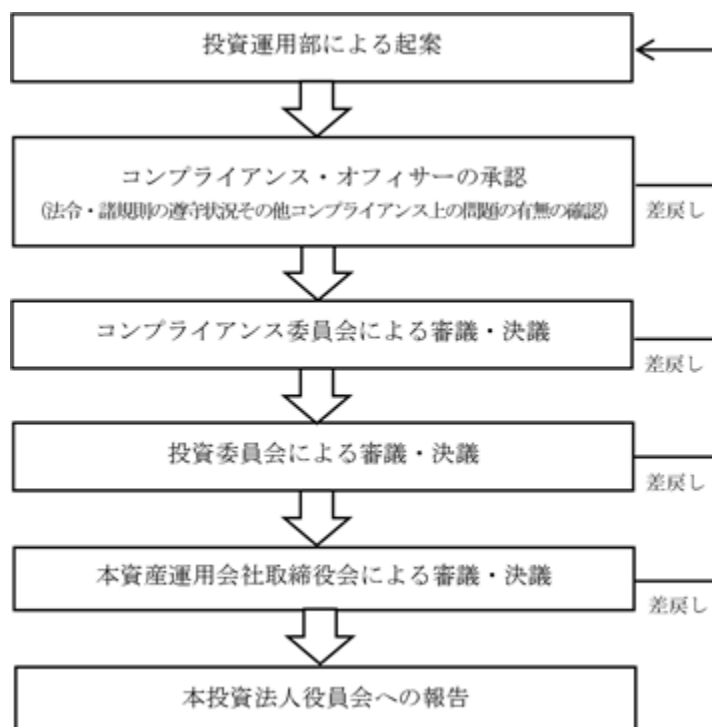 投資運用部による起案
コンプライアンス・オフィサーの承認
(法令・諸規則の遵守状況その他コンプライアンス上の問題の有無の確認)
差戻し
コンプライアンス委員会による審議・決議
差戻し
投資委員会による審議・決議
差戻し
本資産運用会社取締役会による審議・決議
差戻し
本投資法人役員会への報告